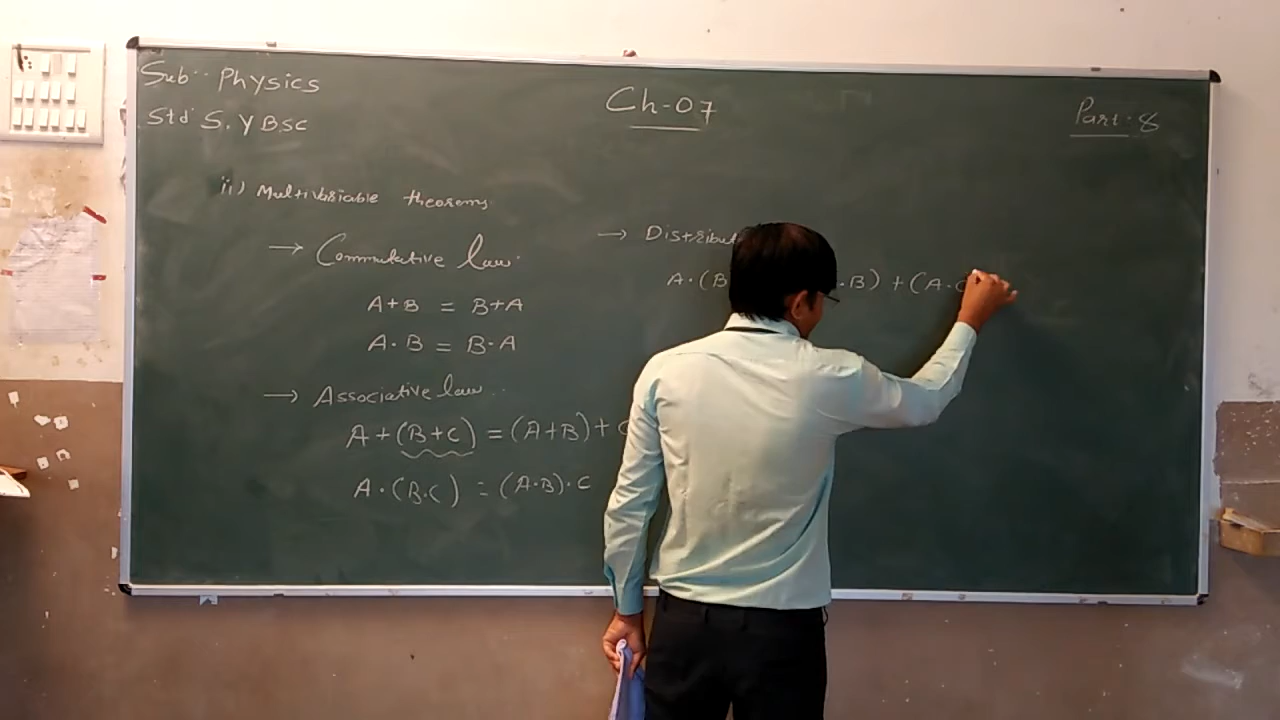 Sub:- Physics
Std S.Y BSC
Ch-07
Part-8
ii) Multivariable theorems
→ Commutative law.
A+B = B+A
A·B = B·A
→ Associative law.
A+(B+C) = (A+B)+C
A·(B·C) = (A·B)·C
→ Distribut
A·(B ·B) + (A·C